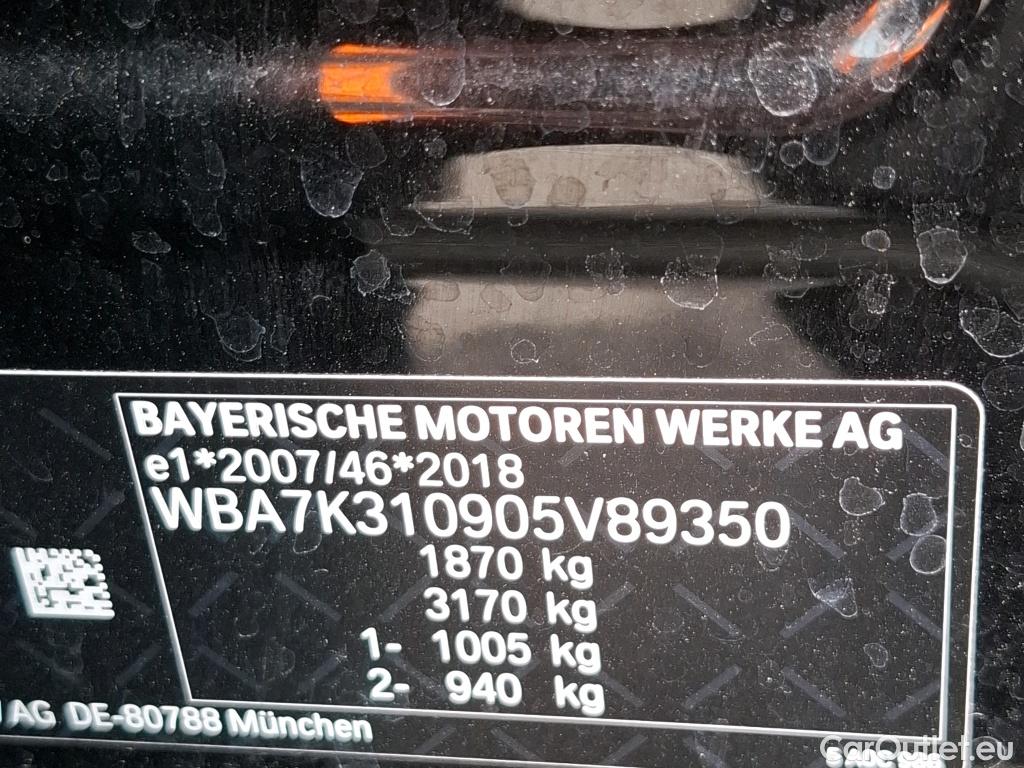 BAYERISCHE MOTOREN WERKE AG
e1*2007/46*2018
WBA7K310905V89350
1870 kg
3170 kg
1- 1005 kg
2- 940 kg
AG DE-80788 München
CarOutlet.eu